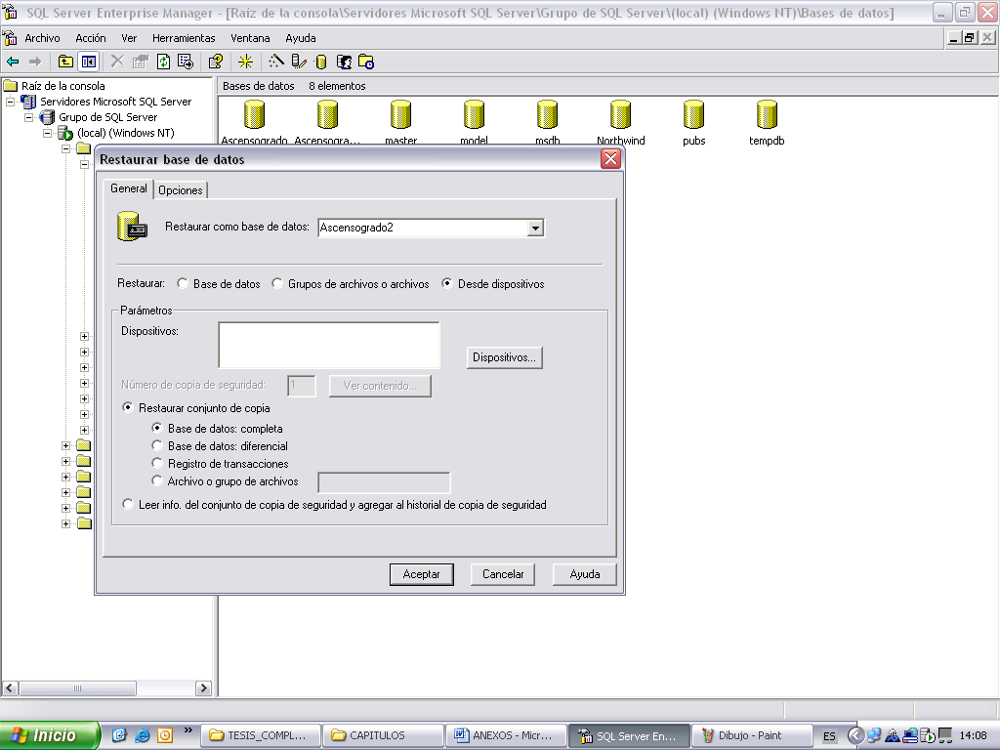 SQL Server Enterprise Manager - [Raíz de la consola\Servidores Microsoft SQL Server\Grupo de SQL Server\(local) (Windows NT)\Bases de datos]
Archivo Acción Ver Herramientas Ventana Ayuda
Raíz de la consola
Servidores Microsoft SQL Server
Grupo de SQL Server
(local) (Windows NT)
Bases de datos 8 elementos
Ascensogrado Ascensogra... master model msdb Northwind pubs tempdb
Restaurar base de datos
General Opciones
Restaurar como base de datos: Ascensogrado2
Restaurar: Base de datos Grupos de archivos o archivos Desde dispositivos
Parámetros
Dispositivos:
Dispositivos...
Número de copia de seguridad: 1 Ver contenido...
Restaurar conjunto de copia
Base de datos: completa
Base de datos: diferencial
Registro de transacciones
Archivo o grupo de archivos
Leer info. del conjunto de copia de seguridad y agregar al historial de copia de seguridad
Aceptar Cancelar Ayuda
Inicio » TESIS_COMPL... CAPITULOS ANEXOS - Micr... SQL Server En... Dibujo - Paint ES 14:08